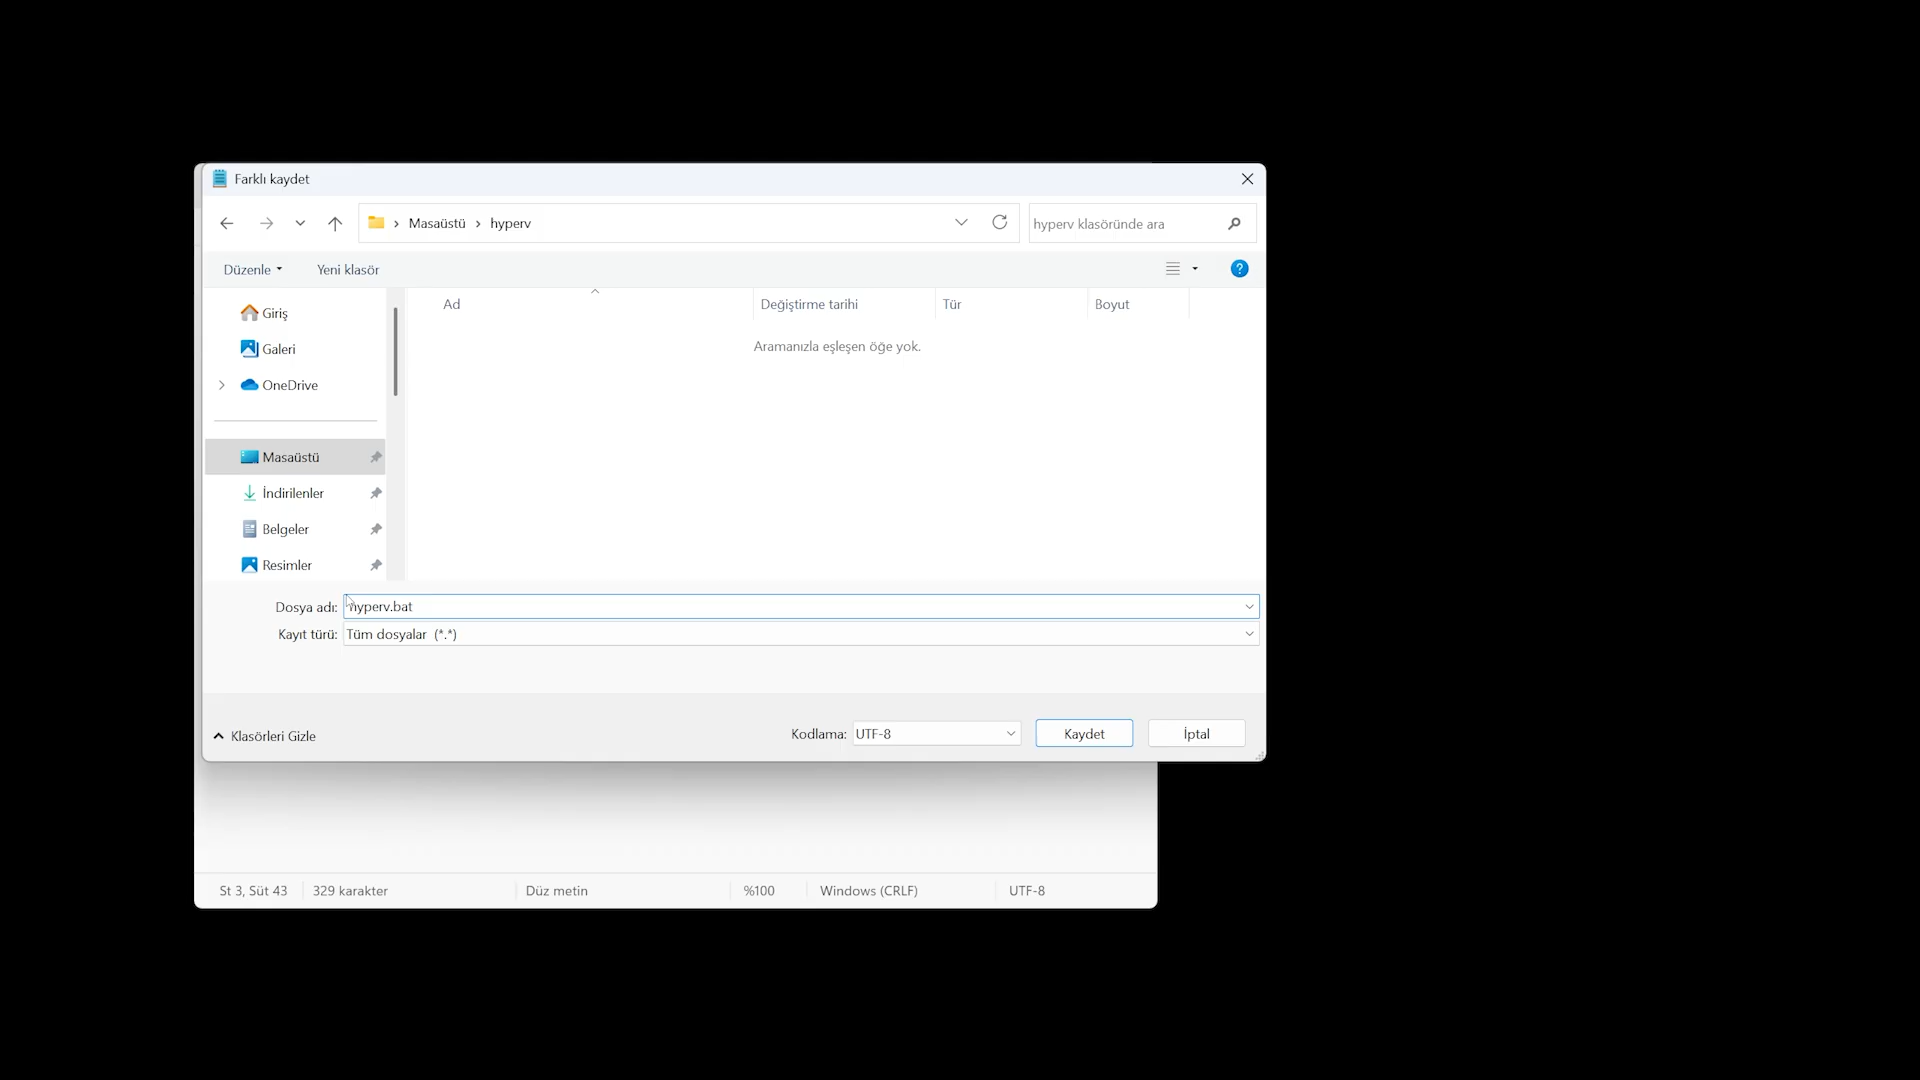 Farklı kaydet
Masaüstü
hyperv
hyperv klasöründe ara
Düzenle
Yeni klasör
Ad
Değiştirme tarihi
Tür
Boyut
Aramanızla eşleşen öğe yok.
Giriş
Galeri
OneDrive
Masaüstü
İndirilenler
Belgeler
Resimler
Dosya adı: hyperv.bat
Kayıt türü: Tüm dosyalar (*.*)
Klasörleri Gizle
Kodlama: UTF-8
Kaydet
İptal
St 3, Süt 43
329 karakter
Düz metin
%100
Windows (CRLF)
UTF-8